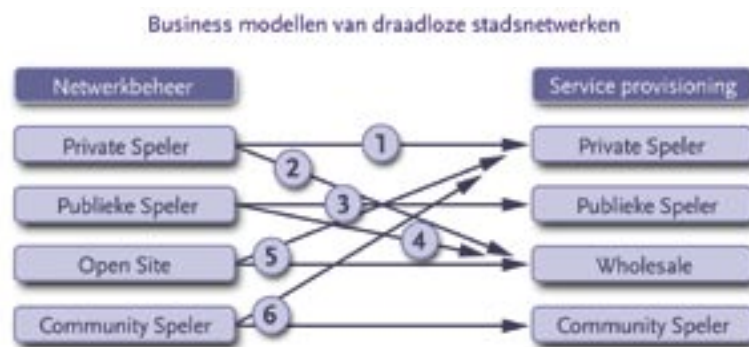 Business modellen van draadloze stadsnetwerken
Netwerkbeheer
Service provisioning
Private Speler
1
Private Speler
2
Publieke Speler
3
Publieke Speler
4
Open Site
5
Wholesale
Community Speler
6
Community Speler